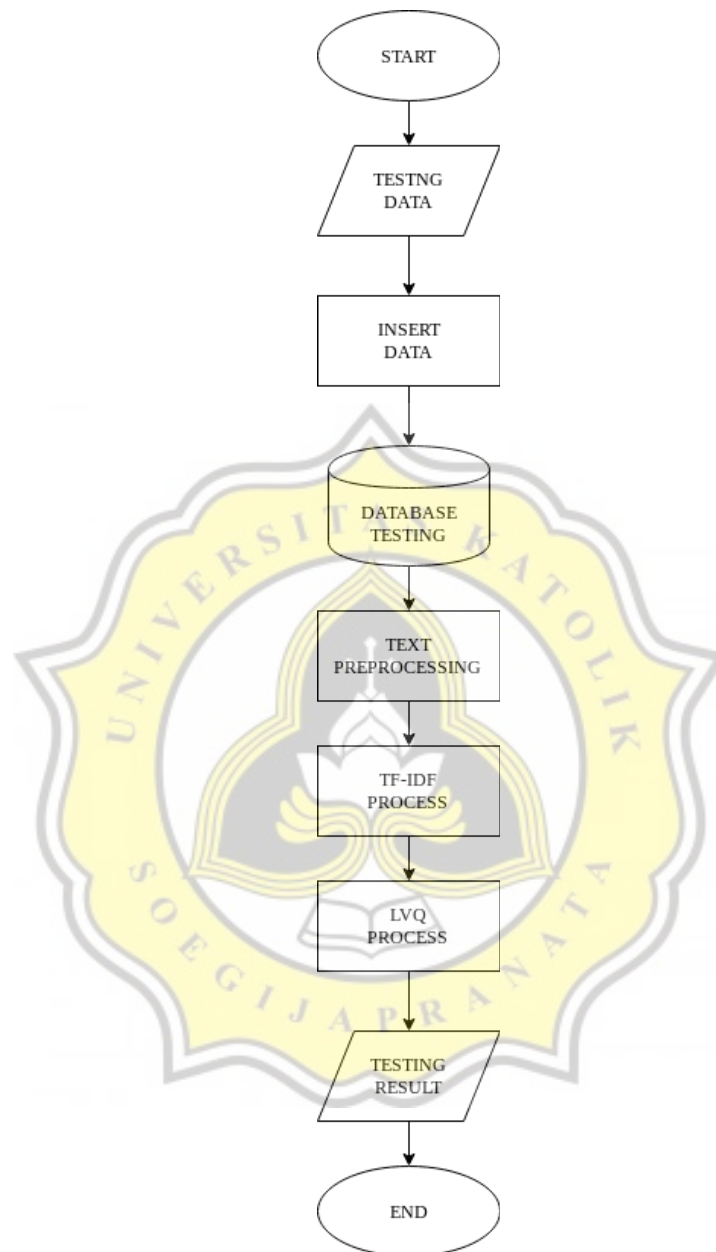 START
TESTNG
DATA
INSERT
DATA
DATABASE
TESTING
UNIVERSITAS KATOLIK
TEXT
PREPROCESSING
TF-IDF
PROCESS
LVQ
PROCESS
SOEGIJAPRANATA
TESTING
RESULT
END